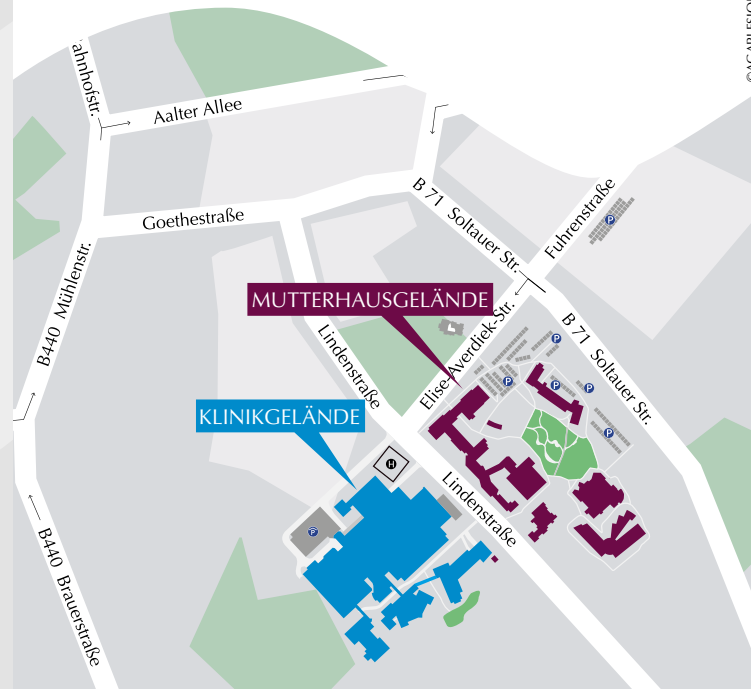 ahnhofstr.
Aalter Allee
Goethestraße
B 71 Soltauer Str.
Fuhrenstraße
P
B440 Mühlenstr.
MUTTERHAUSGELÄNDE
Elise-Averdiek-Str.
Lindenstraße
B 71 Soltauer Str.
P
P
P
P
P
KLINIKGELÄNDE
H
Lindenstraße
P
B440 Brauerstraße